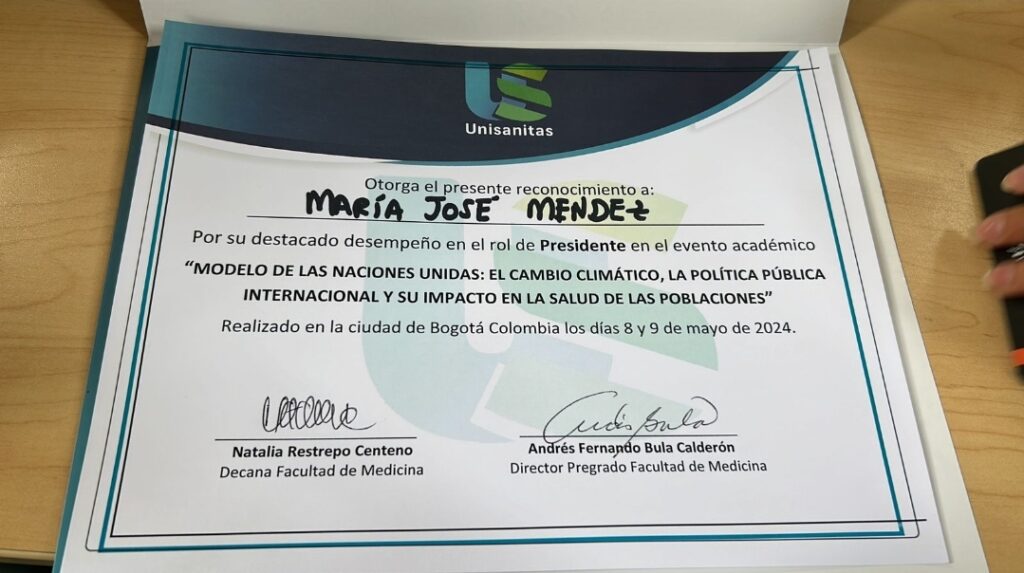 Unisanitas
Otorga el presente reconocimiento a:
MARÍA JOSÉ MENDEZ
Por su destacado desempeño en el rol de Presidente en el evento académico
“MODELO DE LAS NACIONES UNIDAS: EL CAMBIO CLIMÁTICO, LA POLÍTICA PÚBLICA
INTERNACIONAL Y SU IMPACTO EN LA SALUD DE LAS POBLACIONES”
Realizado en la ciudad de Bogotá Colombia los días 8 y 9 de mayo de 2024.
Natalia Restrepo Centeno
Decana Facultad de Medicina
Andrés Bula
Andrés Fernando Bula Calderón
Director Pregrado Facultad de Medicina